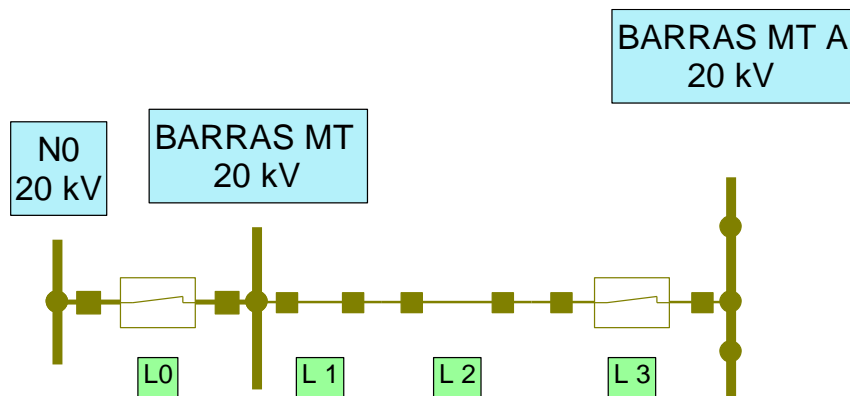 BARRAS MT A
20 kV
BARRAS MT
20 kV
N0
20 kV
L0
L 1
L 2
L 3